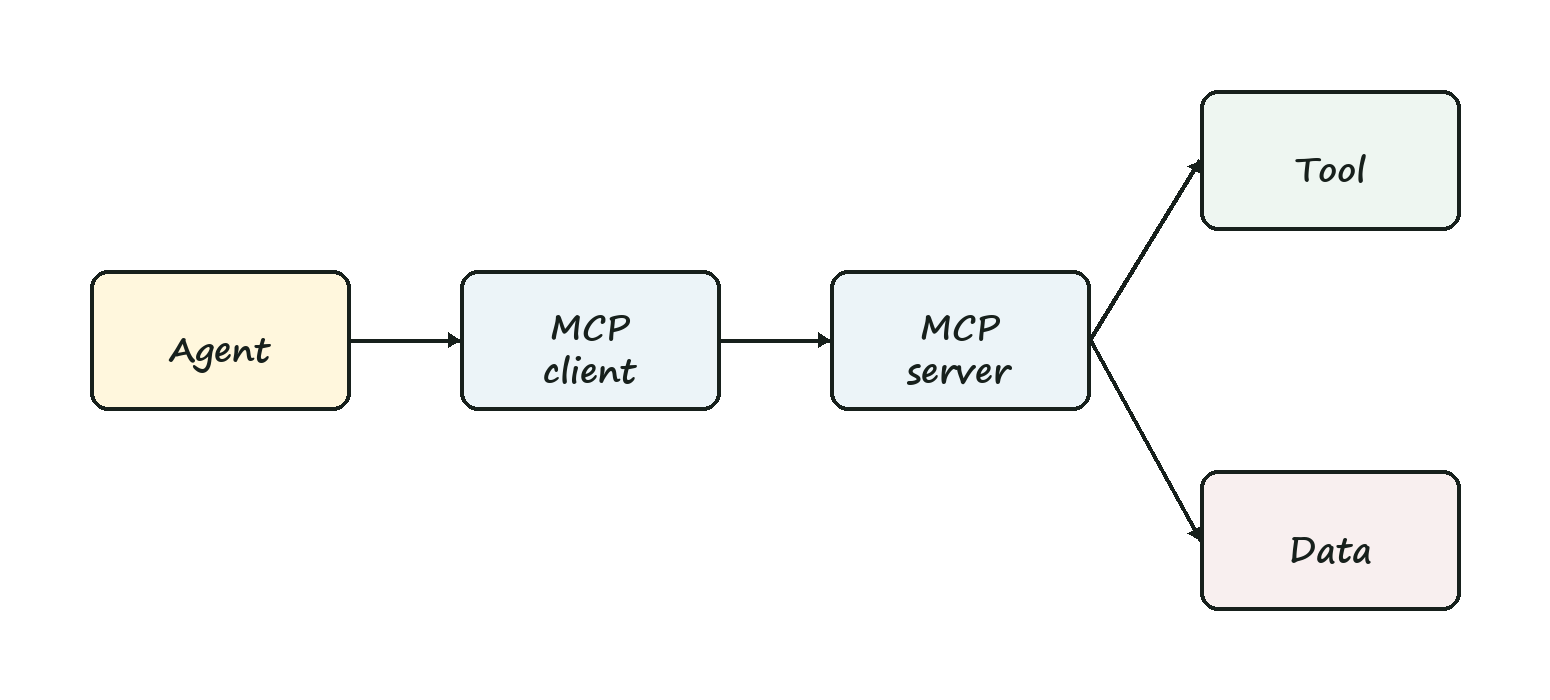 Agent
MCP
client
MCP
server
Tool
Data